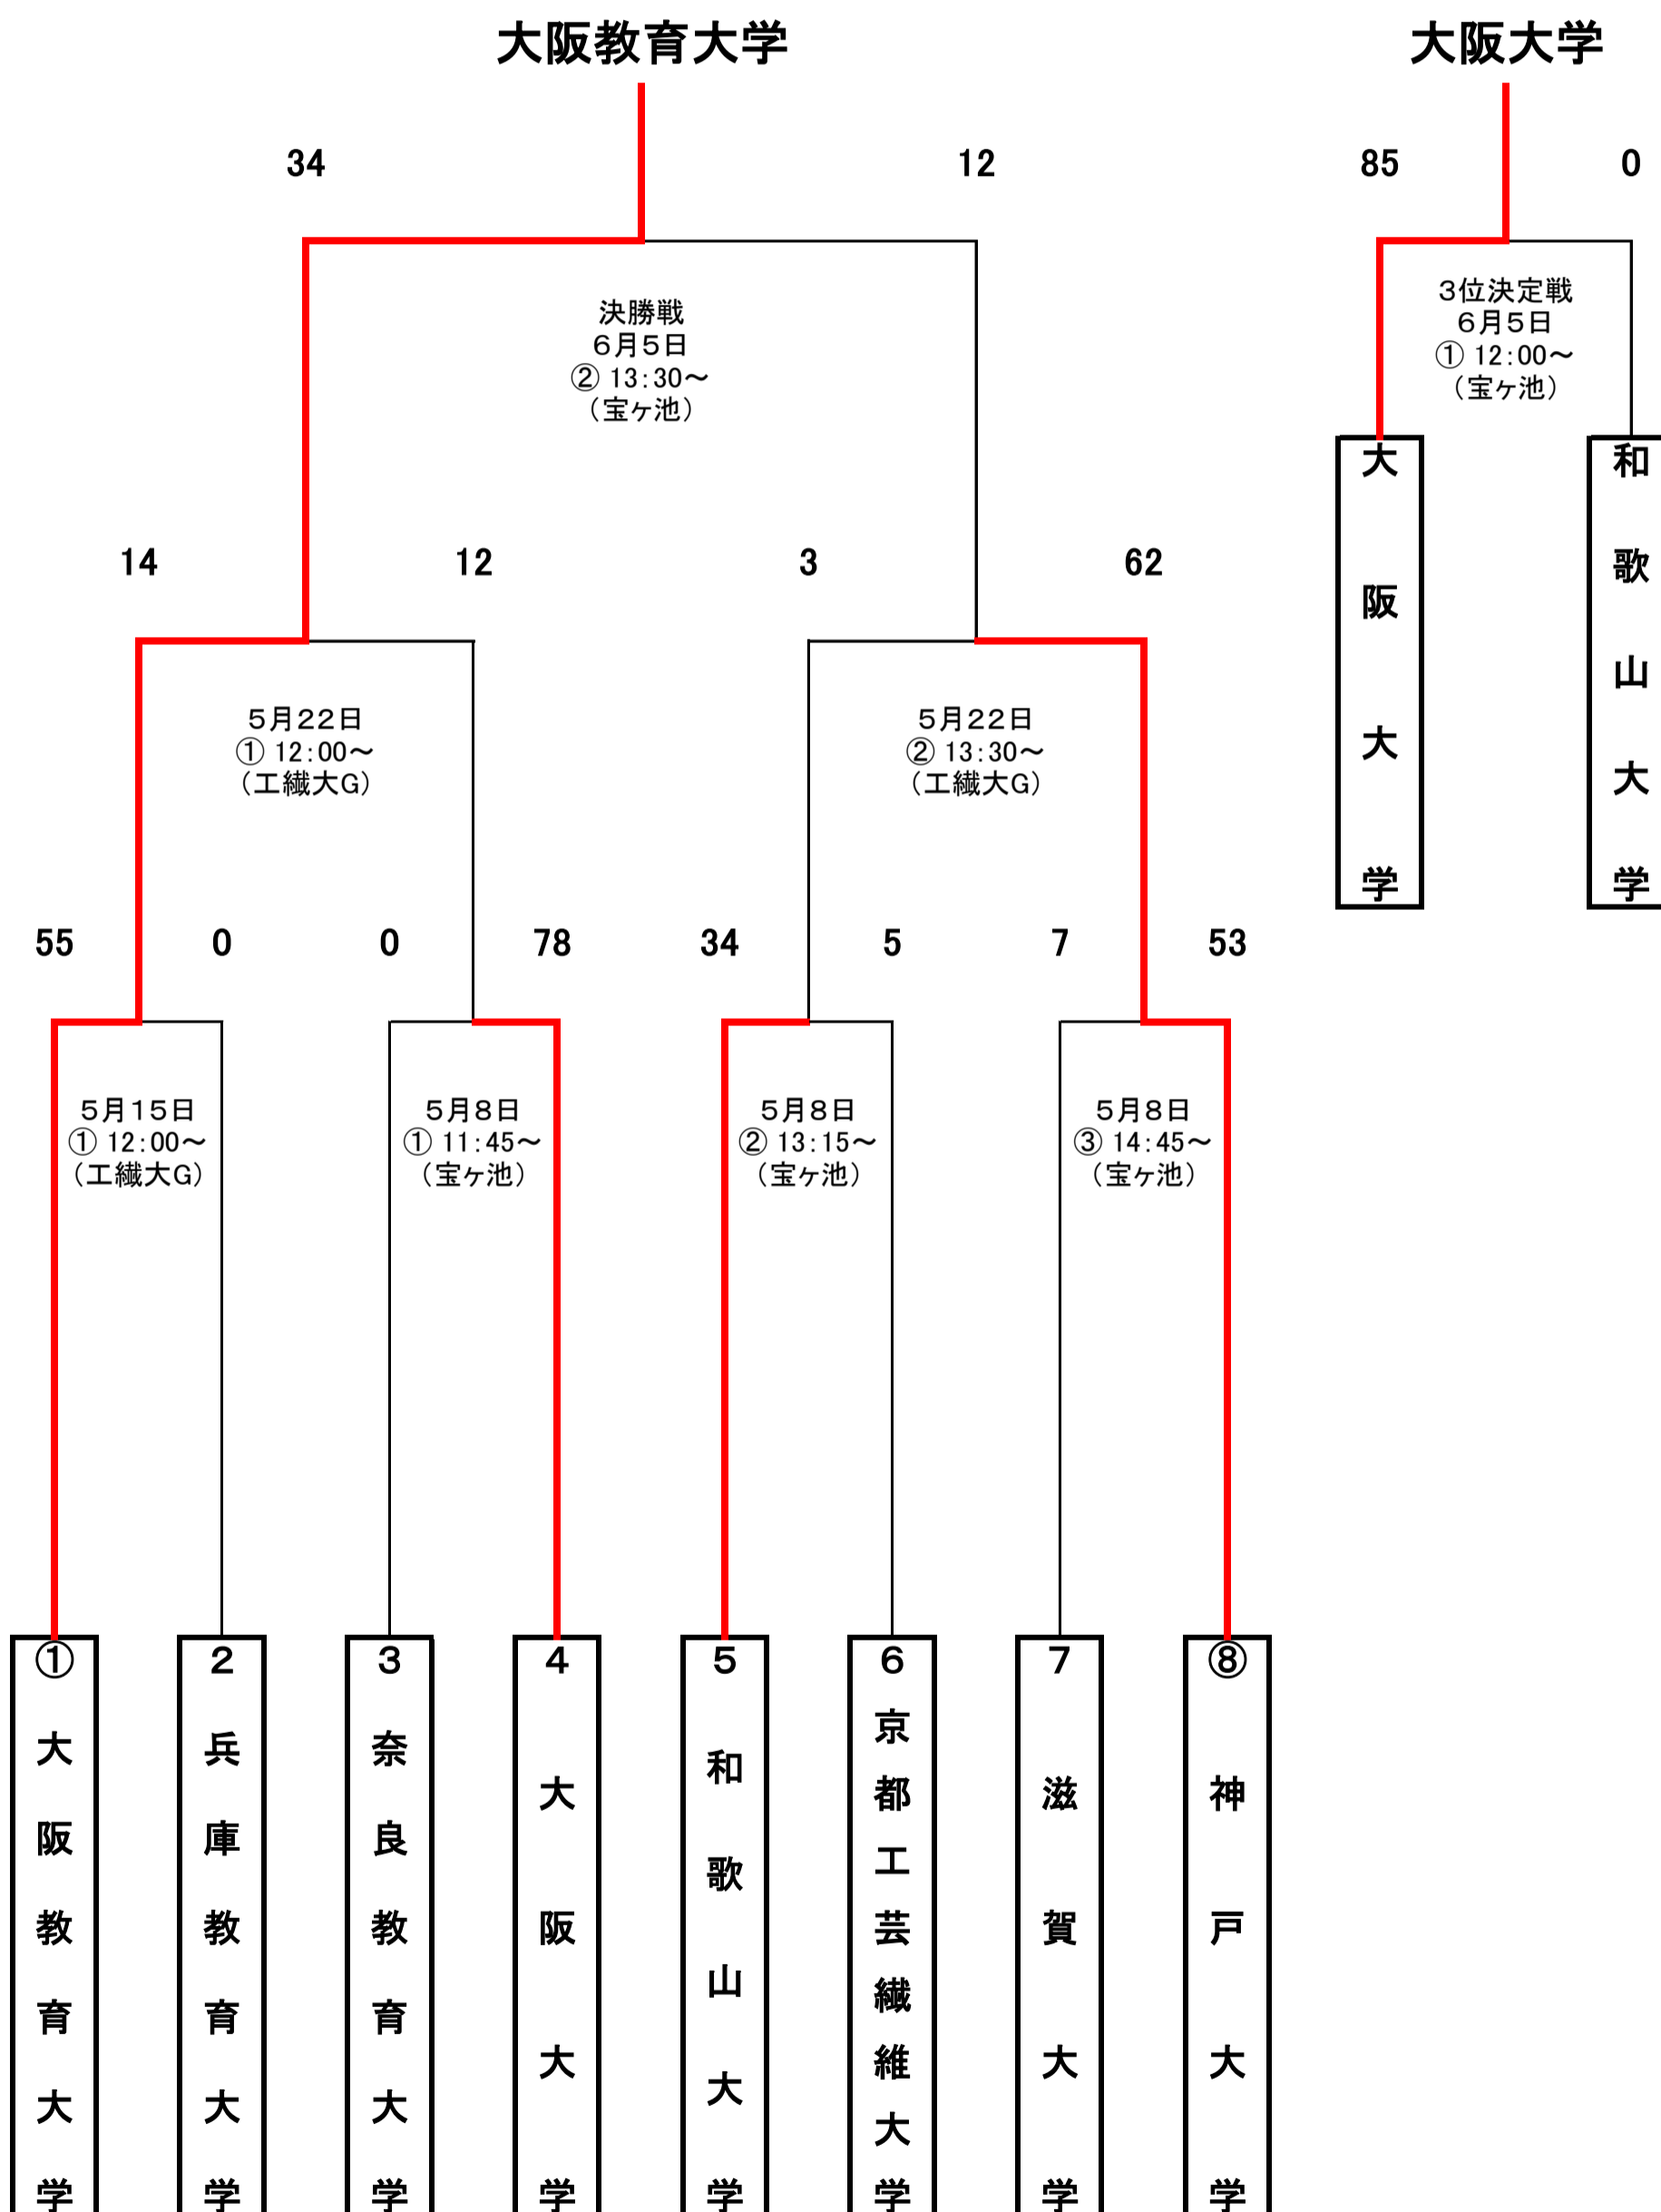 大阪教育大学
大阪大学
34
12
85
0
決勝戦
6月5日
② 13:30～
（宝ヶ池）
3位決定戦
6月5日
① 12:00～
（宝ヶ池）
大阪大学
和歌山大学
14
12
3
62
5月22日
① 12:00～
（工繊大G）
5月22日
② 13:30～
（工繊大G）
55
0
0
78
34
5
7
53
5月15日
① 12:00～
（工繊大G）
5月8日
① 11:45～
（宝ヶ池）
5月8日
② 13:15～
（宝ヶ池）
5月8日
③ 14:45～
（宝ヶ池）
①大阪教育大学
2兵庫教育大学
3奈良教育大学
4大阪大学
5和歌山大学
6京都工芸繊維大学
7滋賀大学
⑧神戸大学